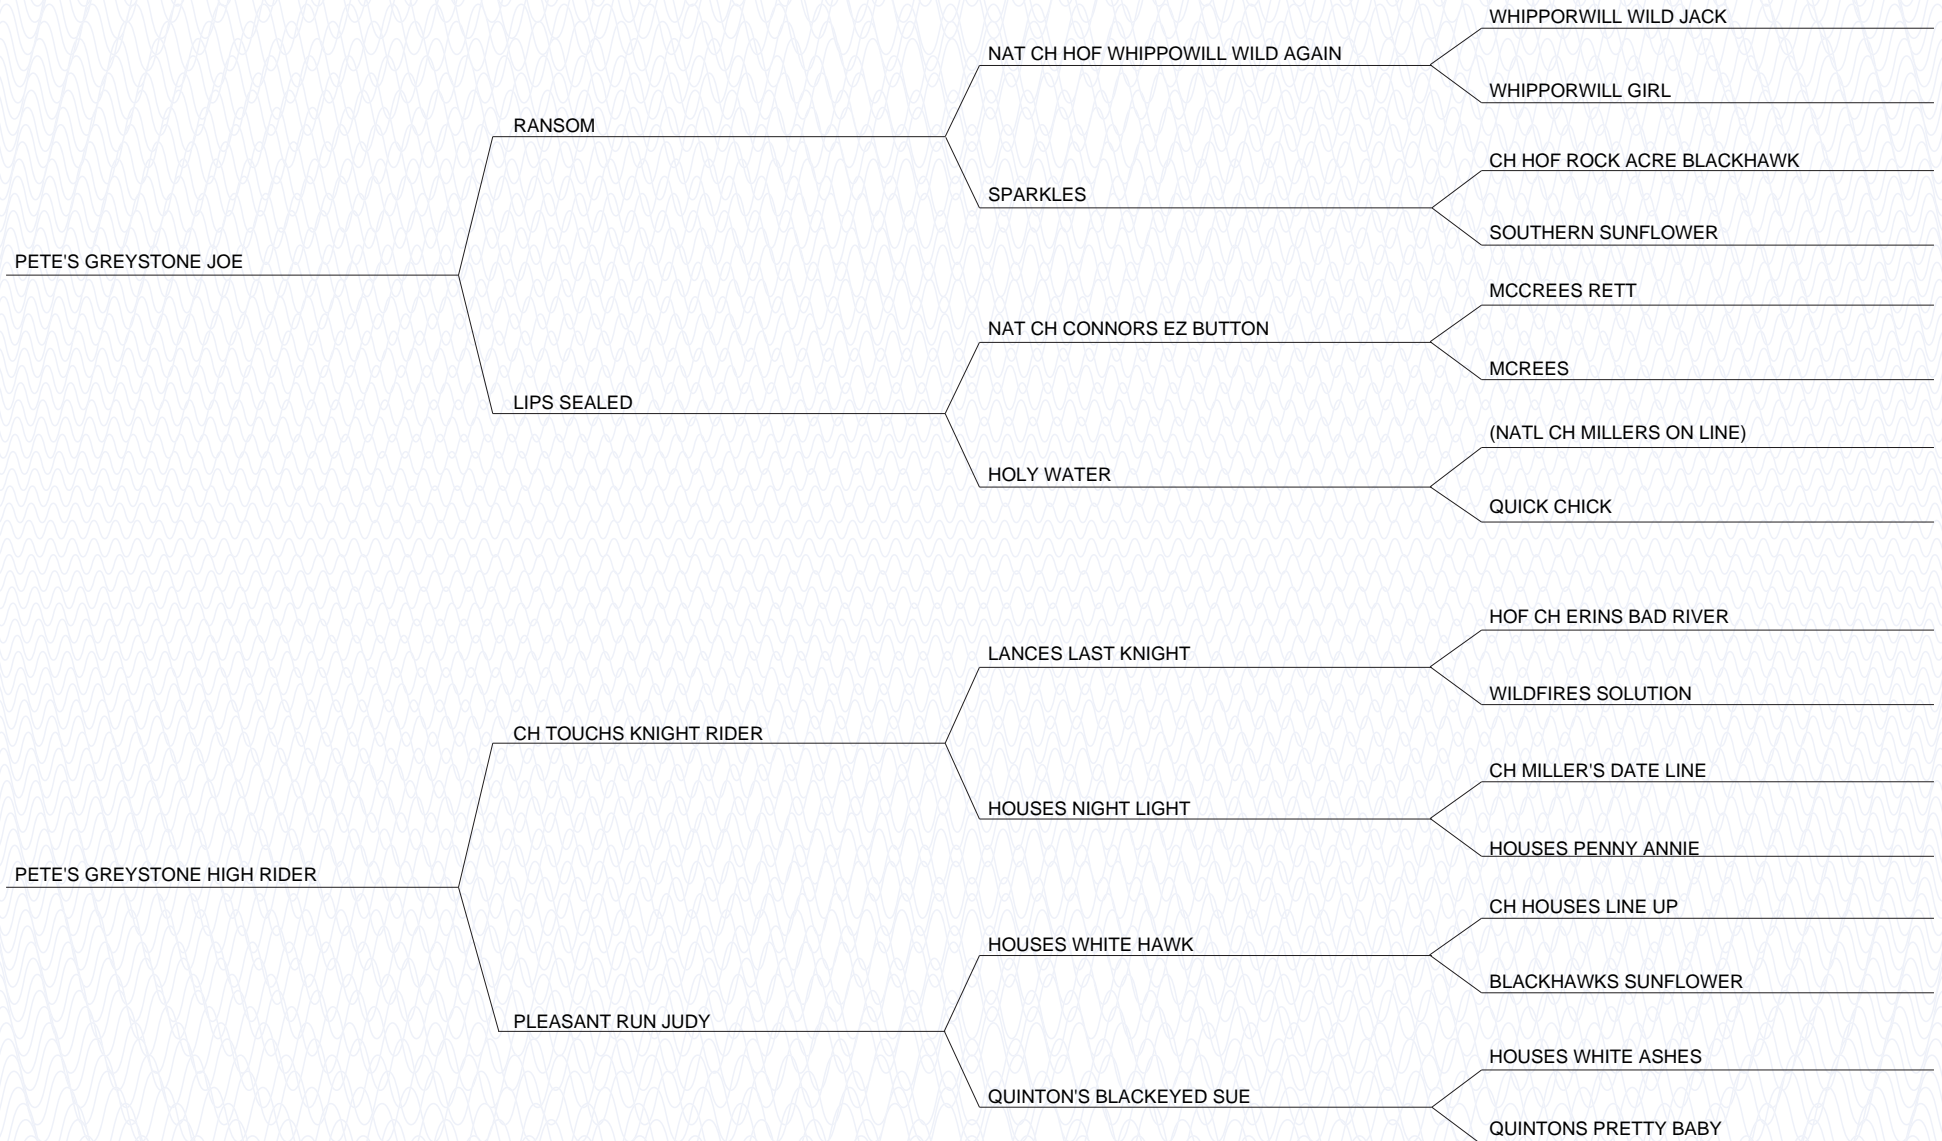 WHIPPORWILL WILD JACK
NAT CH HOF WHIPPOWILL WILD AGAIN
WHIPPORWILL GIRL
RANSOM
CH HOF ROCK ACRE BLACKHAWK
SPARKLES
SOUTHERN SUNFLOWER
PETE'S GREYSTONE JOE
MCCREES RETT
NAT CH CONNORS EZ BUTTON
MCREES
LIPS SEALED
(NATL CH MILLERS ON LINE)
HOLY WATER
QUICK CHICK
HOF CH ERINS BAD RIVER
LANCES LAST KNIGHT
WILDFIRES SOLUTION
CH TOUCHS KNIGHT RIDER
CH MILLER'S DATE LINE
HOUSES NIGHT LIGHT
HOUSES PENNY ANNIE
PETE'S GREYSTONE HIGH RIDER
CH HOUSES LINE UP
HOUSES WHITE HAWK
BLACKHAWKS SUNFLOWER
PLEASANT RUN JUDY
HOUSES WHITE ASHES
QUINTON'S BLACKEYED SUE
QUINTONS PRETTY BABY